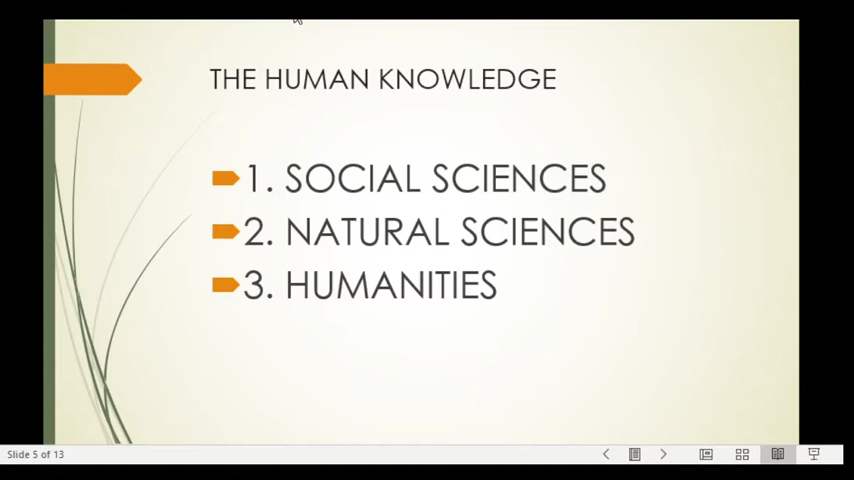 THE HUMAN KNOWLEDGE
1. SOCIAL SCIENCES
2. NATURAL SCIENCES
3. HUMANITIES
Slide 5 of 13